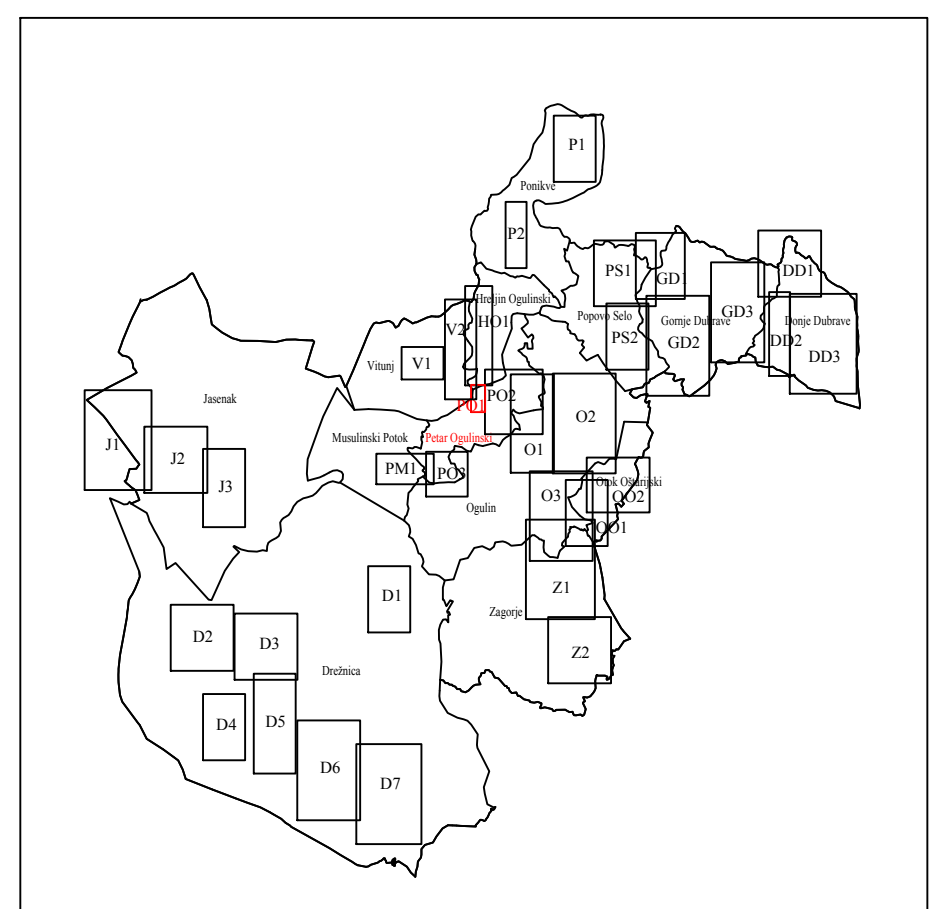 P1
Ponikve
P2
PS1
GD1
DD1
Hreljin Ogulinski
HO1
V2
Popovo Selo
PS2
Gornje Dubrave
GD2
GD3
Donje Dubrave
DD2
DD3
Vitunj
V1
Jasenak
PO1
PO2
O2
J1
J2
J3
Musulinski Potok
Petar Ogulinski
O1
PM1
PO3
Ogulin
O3
Otok Oštarijski
OO2
OO1
D1
Z1
Zagorje
Z2
D2
D3
Drežnica
D4
D5
D6
D7